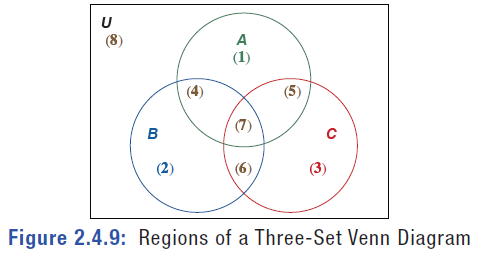 U
(8)
A
(1)
(4)
(5)
(7)
B
C
(2)
(6)
(3)
Figure 2.4.9: Regions of a Three-Set Venn Diagram